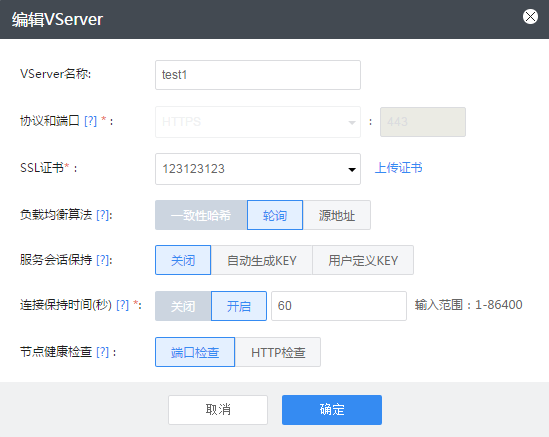 编辑VServer
VServer名称: test1
协议和端口 [?] * : HTTPS : 443
SSL证书* : 123123123 上传证书
负载均衡算法 [?]: 一致性哈希 轮询 源地址
服务会话保持 [?]: 关闭 自动生成KEY 用户定义KEY
连接保持时间(秒) [?] *: 关闭 开启 60 输入范围：1-86400
节点健康检查 [?] : 端口检查 HTTP检查
取消 确定